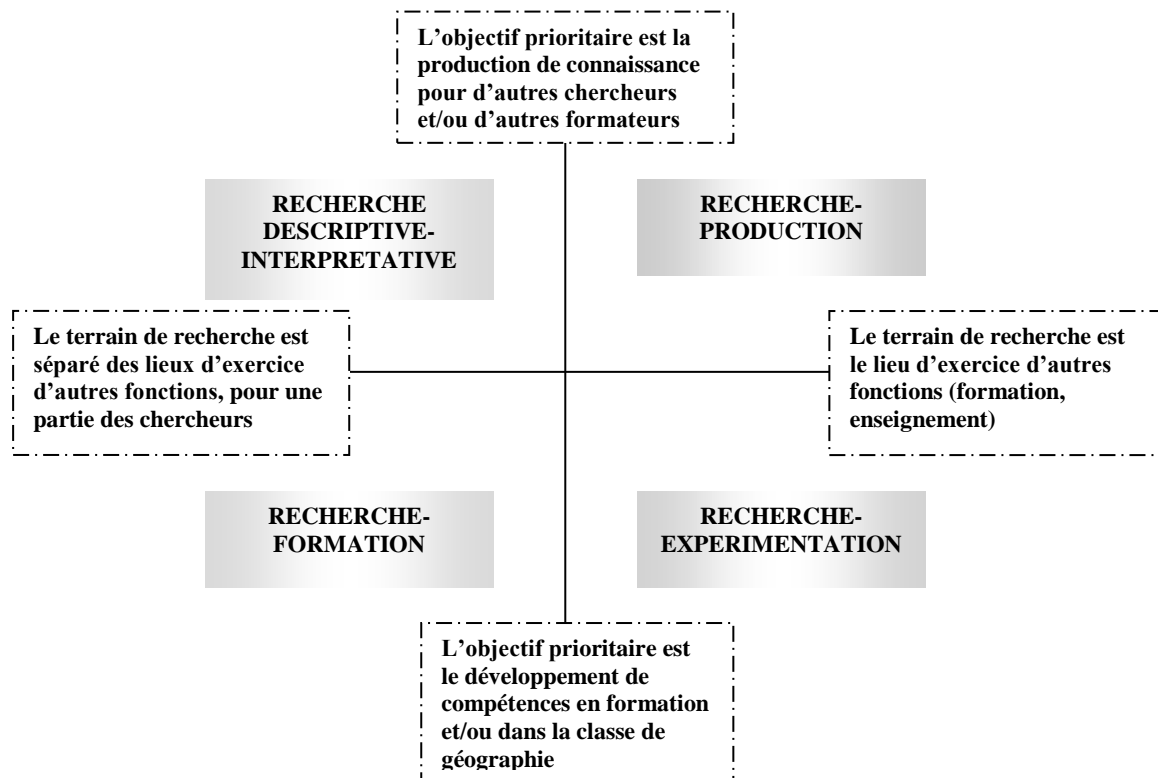 L’objectif prioritaire est la
production de connaissance
pour d’autres chercheurs
et/ou d’autres formateurs
RECHERCHE
DESCRIPTIVE-
INTERPRETATIVE
RECHERCHE-
PRODUCTION
Le terrain de recherche est
séparé des lieux d’exercice
d’autres fonctions, pour une
partie des chercheurs
Le terrain de recherche est
le lieu d’exercice d’autres
fonctions (formation,
enseignement)
RECHERCHE-
FORMATION
RECHERCHE-
EXPERIMENTATION
L’objectif prioritaire est
le développement de
compétences en formation
et/ou dans la classe de
géographie